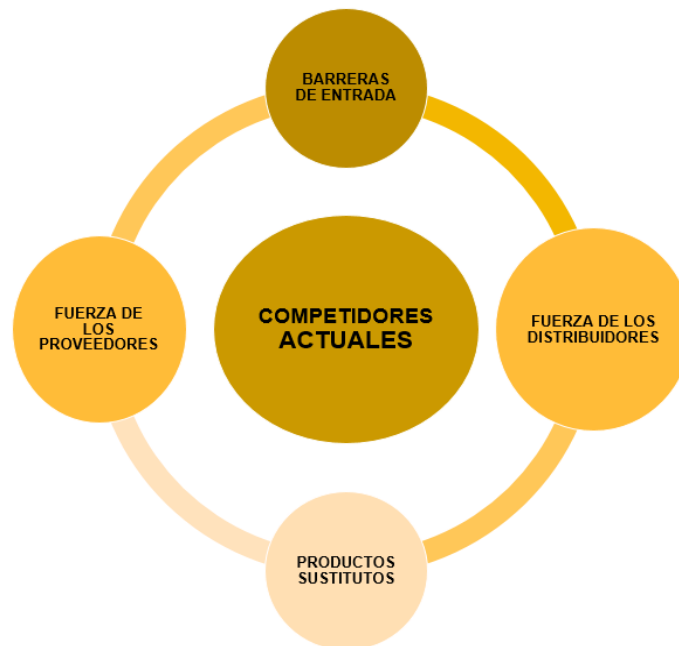 BARRERAS
DE ENTRADA
FUERZA DE
LOS
PROVEEDORES
COMPETIDORES
ACTUALES
FUERZA DE LOS
DISTRIBUIDORES
PRODUCTOS
SUSTITUTOS